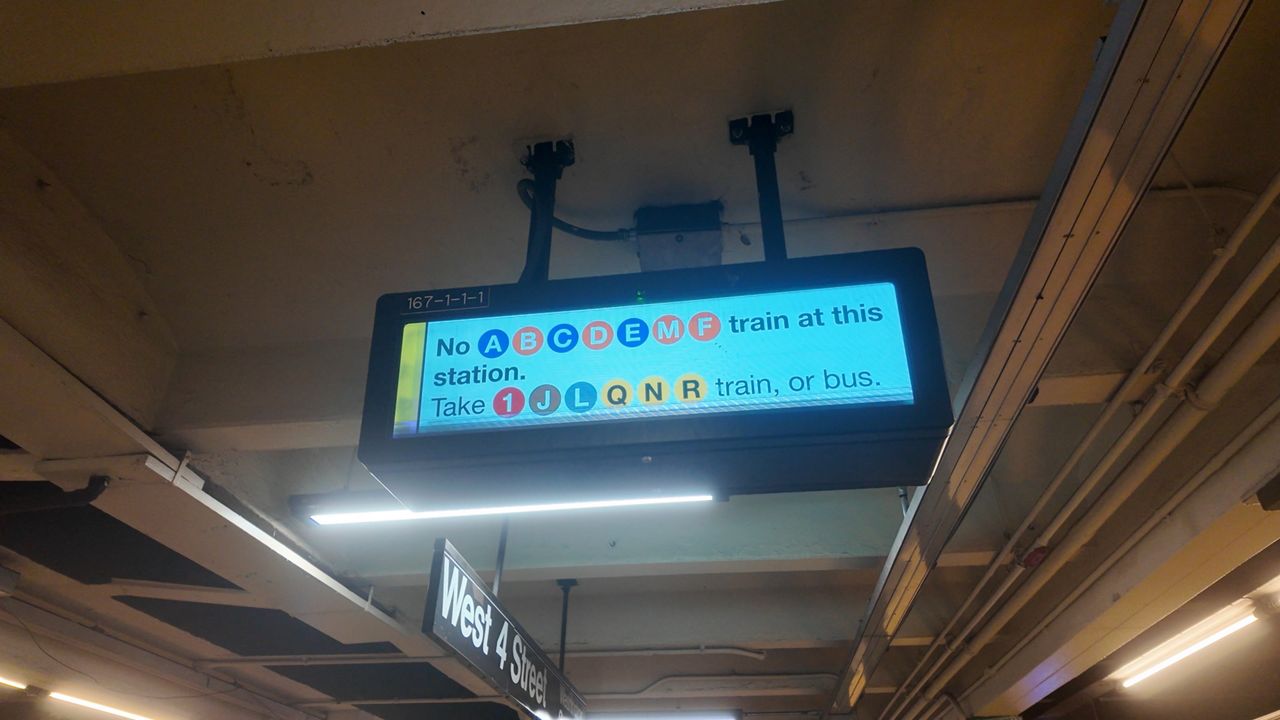 167-1-1-1
No A B C D E M F train at this
station.
Take 1 J L Q N R train, or bus.
West 4 Street